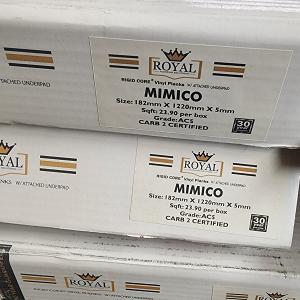 ROYAL
RIGID CORE Vinyl Planks W/ ATTACHED UNDERPAD
MIMICO
Size: 182mm X 1220mm X 5mm
Sqft: 23.90 per box
Grade: AC5
CARB 2 CERTIFIED
30
ROYAL
NKS W/ ATTACHED UNDERPAD
ROYAL
RIGID CORE Vinyl Planks W/ ATTACHED UNDERPAD
MIMICO
Size: 182mm X 1220mm X 5mm
Sqft: 23.90 per box
Grade: AC5
CARB 2 CERTIFIED
30
ROYAL